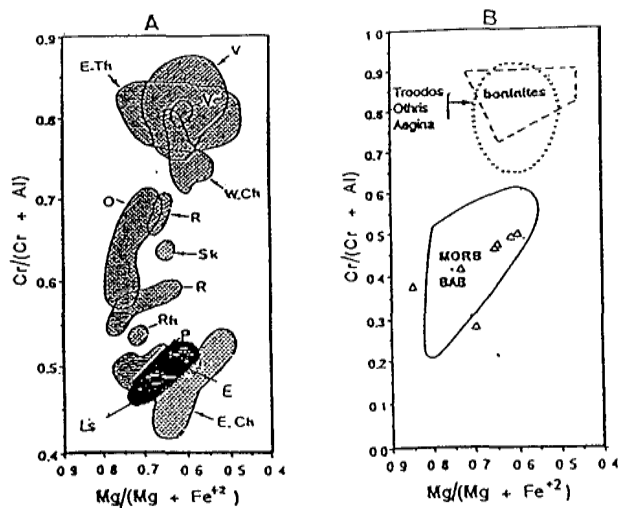 A
0.9
0.8
0.7
0.6
0.5
0.4
Cr/(Cr + Al)
E-Th
V
V
W.Ch
O
R
Sk
R
Rh
P
E
Ls
E. Ch
0 9 0.8 0.7 0.6 0.5 0 4
Mg/(Mg + Fe+2)
B
1 0
0.9
0.8
0.7
0.6
0.5
0.4
0.3
0 2
0 1
0.0
Cr/(Cr + Al)
Troodos
Othris
Aegina
boninites
MORB
BAB
0 9 0 8 0.7 0.6 0 5 0 4
Mg/(Mg + Fe+2)